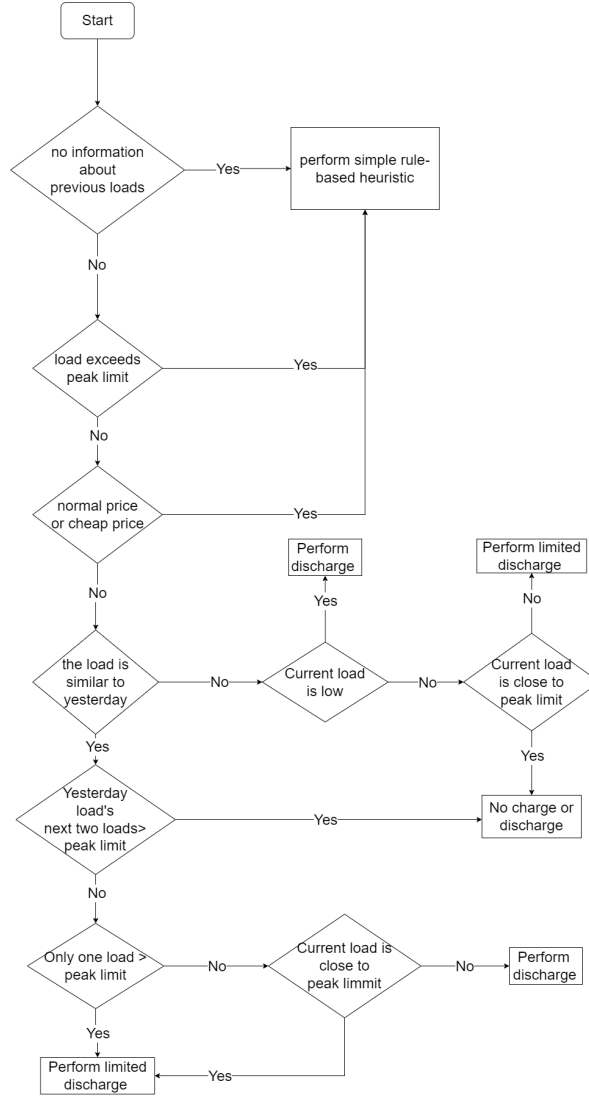 Start
no information
about
previous loads
Yes
perform simple rule-
based heuristic
No
load exceeds
peak limit
Yes
No
normal price
or cheap price
Yes
No
Perform
discharge
Perform limited
discharge
Yes
No
the load is
similar to
yesterday
No
Current load
is low
No
Current load
is close to
peak limit
Yes
Yes
Yesterday
load's
next two loads>
peak limit
Yes
No charge or
discharge
No
Only one load >
peak limit
No
Current load is
close to
peak limmit
No
Perform
discharge
Yes
Perform limited
discharge
Yes